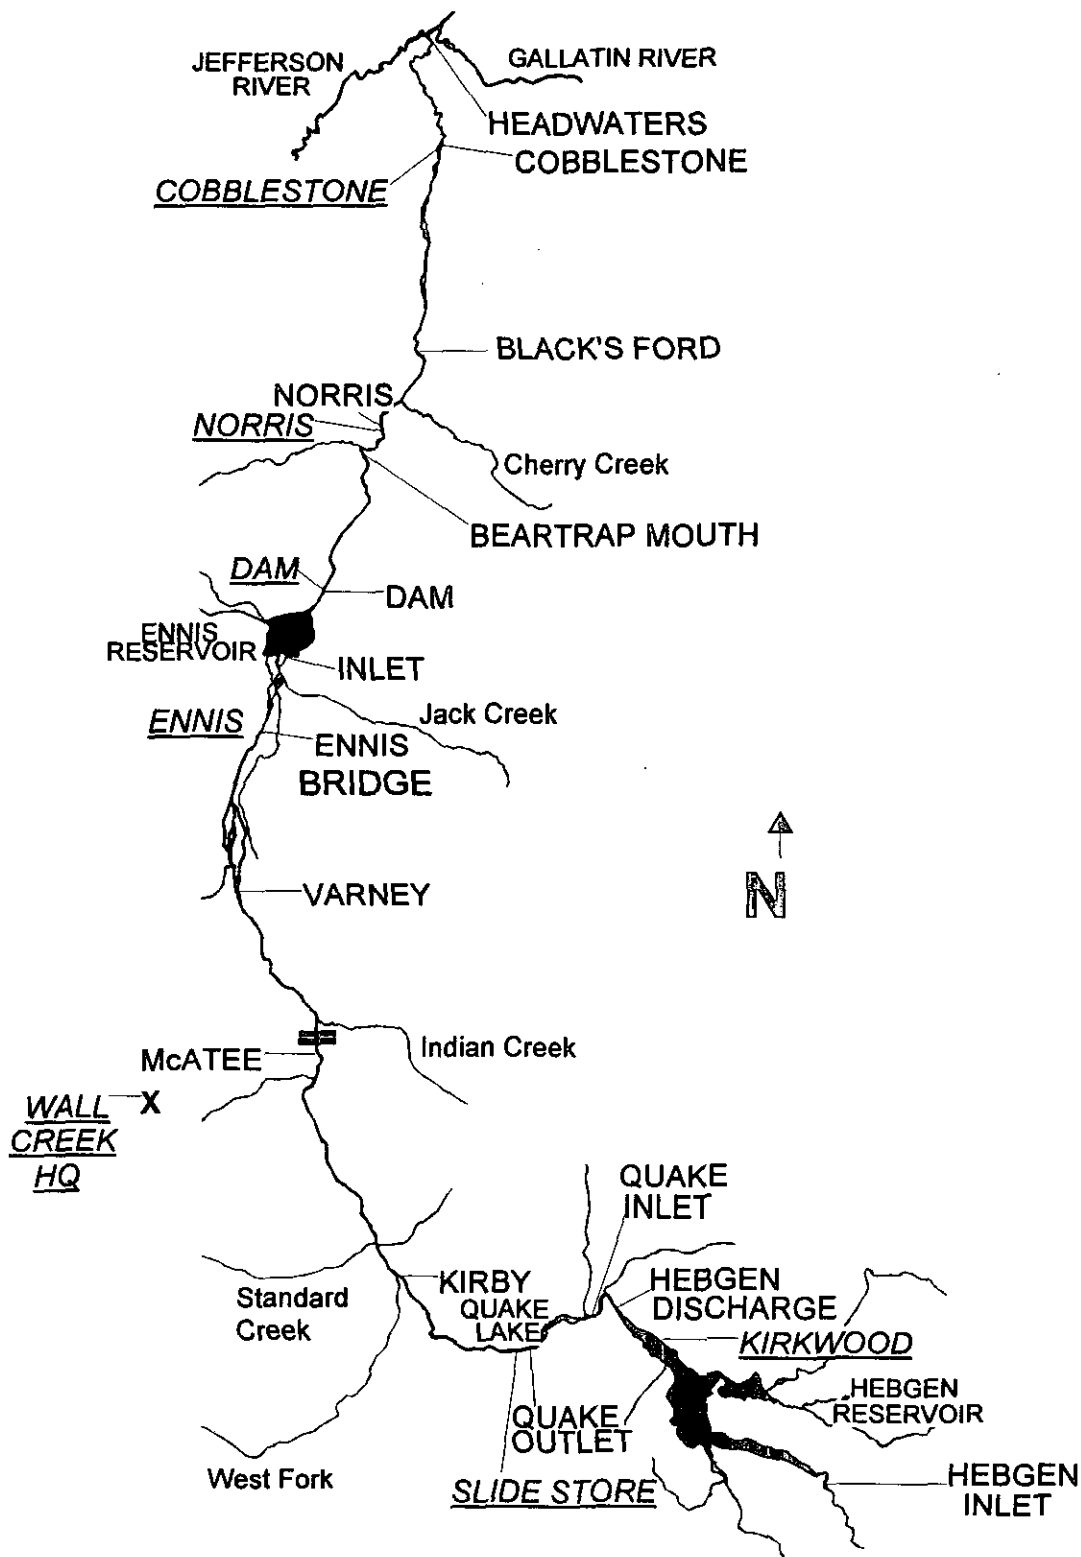 JEFFERSON
RIVER
GALLATIN RIVER
HEADWATERS
COBBLESTONE
COBBLESTONE
BLACK'S FORD
NORRIS
NORRIS
Cherry Creek
BEARTRAP MOUTH
DAM
DAM
ENNIS
RESERVOIR
INLET
ENNIS
Jack Creek
ENNIS
BRIDGE
N
VARNEY
Indian Creek
McATEE
X
WALL
CREEK
HQ
QUAKE
INLET
KIRBY
HEBGEN
DISCHARGE
Standard
Creek
QUAKE
LAKE
KIRKWOOD
HEBGEN
RESERVOIR
QUAKE
OUTLET
West Fork
SLIDE STORE
HEBGEN
INLET